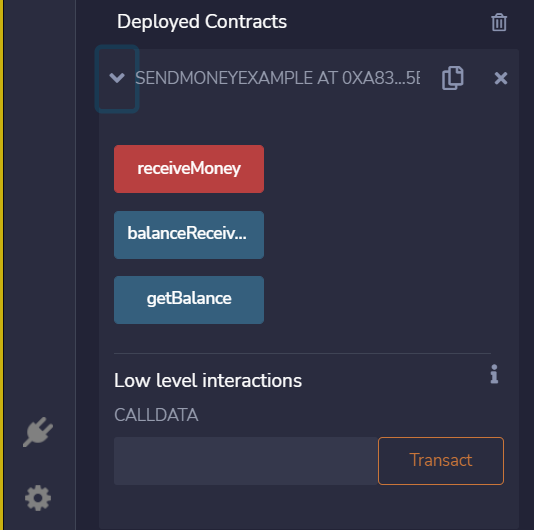 Deployed Contracts
SENDMONEYEXAMPLE AT 0XA83...5E
receiveMoney
balanceReceiv...
getBalance
Low level interactions
CALLDATA
Transact